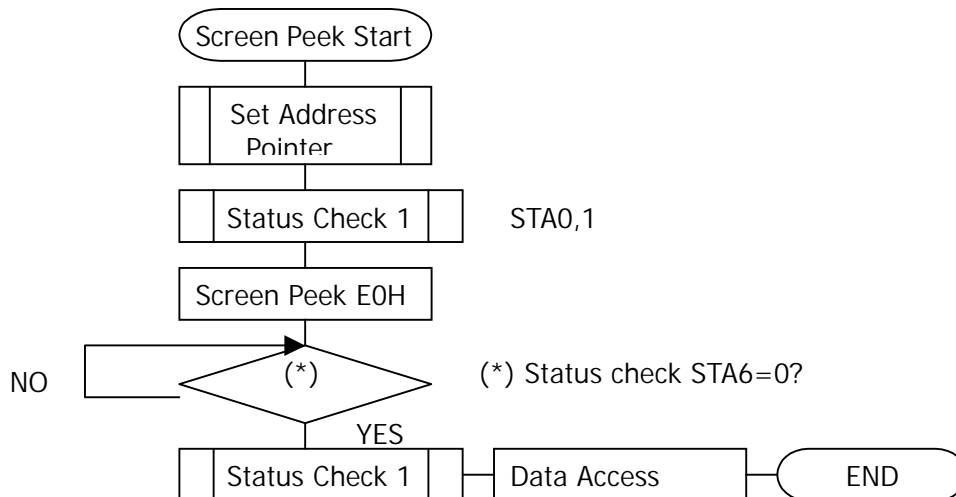 Screen Peek Start
Set Address
Pointer
Status Check 1
STA0,1
Screen Peek E0H
(*)
(*) Status check STA6=0?
NO
YES
Status Check 1
Data Access
END